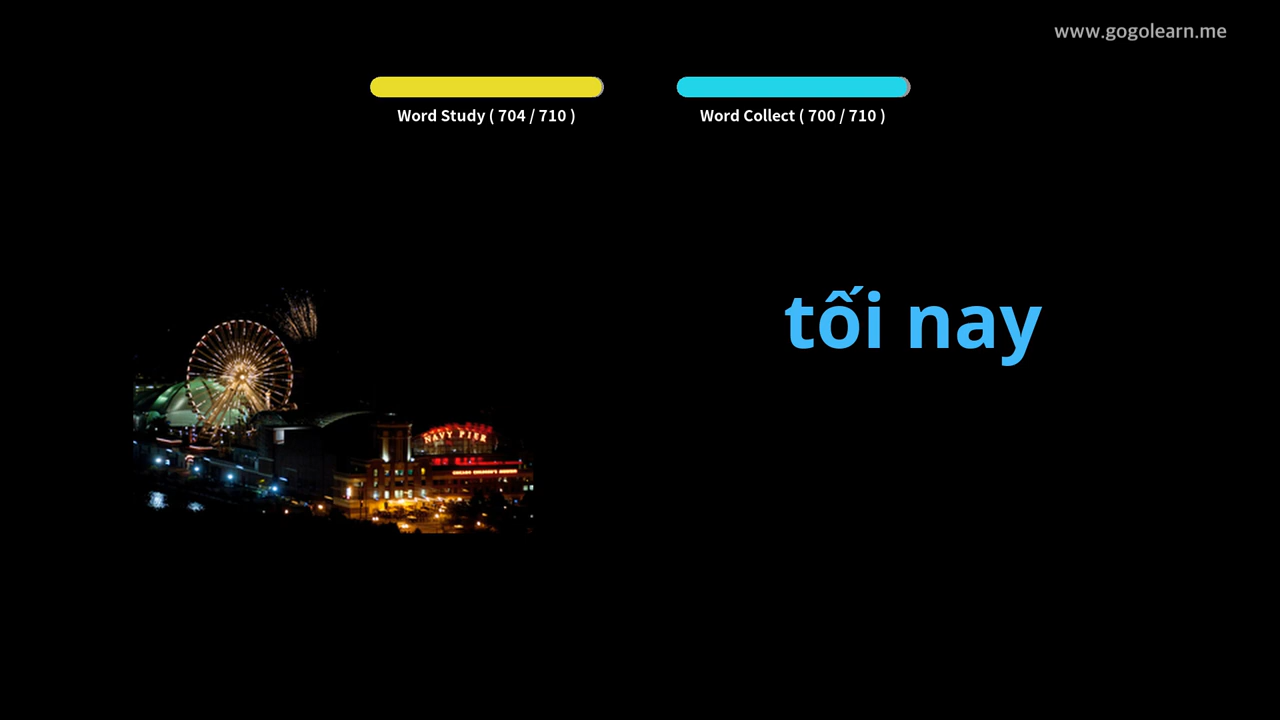 www.gogolearn.me
Word Study ( 704 / 710 )
Word Collect ( 700 / 710 )
tối nay
NAVY PIER